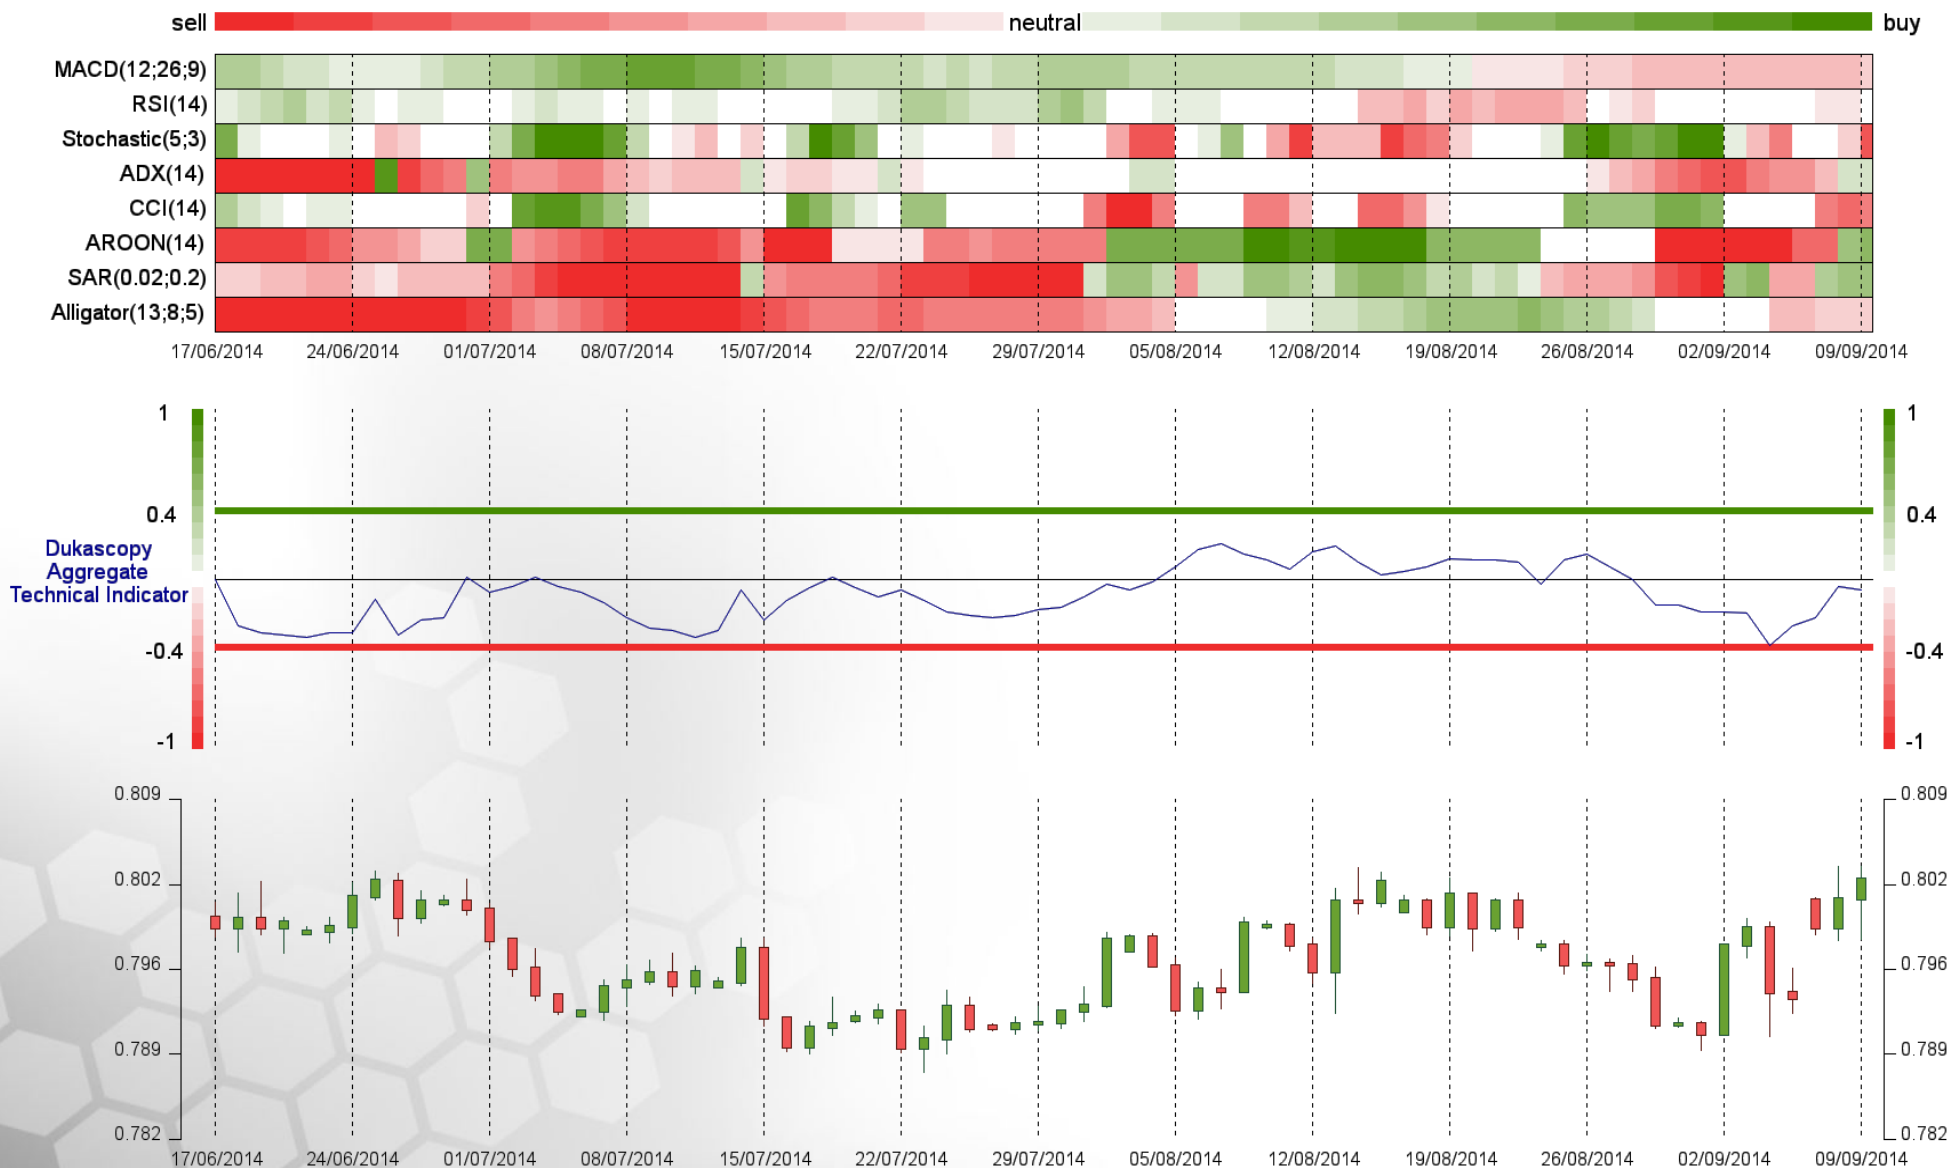 sell neutral buy
MACD(12;26;9)
RSI(14)
Stochastic(5;3)
ADX(14)
CCI(14)
AROON(14)
SAR(0.02;0.2)
Alligator(13;8;5)
17/06/2014 24/06/2014 01/07/2014 08/07/2014 15/07/2014 22/07/2014 29/07/2014 05/08/2014 12/08/2014 19/08/2014 26/08/2014 02/09/2014 09/09/2014
1 1
0.4 0.4
Dukascopy
Aggregate
Technical Indicator
-0.4 -0.4
-1 -1
0.809 0.809
0.802 0.802
0.796 0.796
0.789 0.789
0.782 0.782
17/06/2014 24/06/2014 01/07/2014 08/07/2014 15/07/2014 22/07/2014 29/07/2014 05/08/2014 12/08/2014 19/08/2014 26/08/2014 02/09/2014 09/09/2014